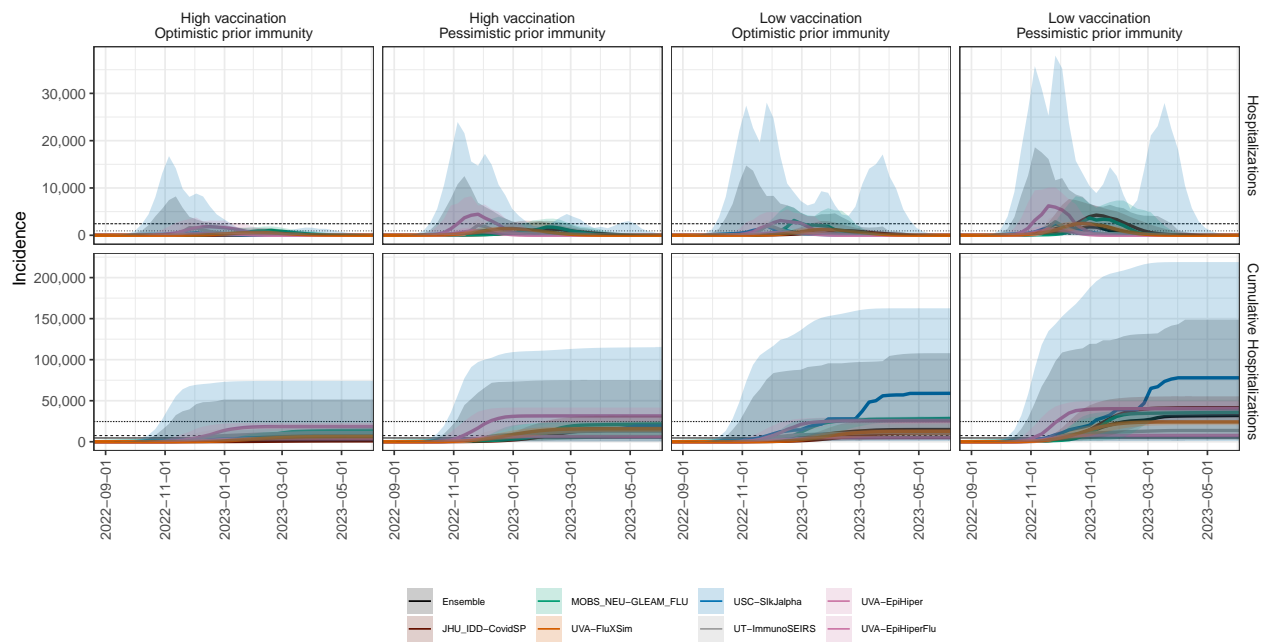 High vaccination
Optimistic prior immunity
High vaccination
Pessimistic prior immunity
Low vaccination
Optimistic prior immunity
Low vaccination
Pessimistic prior immunity
30,000
20,000
10,000
0
Hospitalizations
Incidence
200,000
150,000
100,000
50,000
0
Cumulative Hospitalizations
2022−09−01
2022−11−01
2023−01−01
2023−03−01
2023−05−01
2022−09−01
2022−11−01
2023−01−01
2023−03−01
2023−05−01
2022−09−01
2022−11−01
2023−01−01
2023−03−01
2023−05−01
2022−09−01
2022−11−01
2023−01−01
2023−03−01
2023−05−01
Ensemble
MOBS_NEU−GLEAM_FLU
USC−SIkJalpha
UVA−EpiHiper
JHU_IDD−CovidSP
UVA−FluXSim
UT−ImmunoSEIRS
UVA−EpiHiperFlu